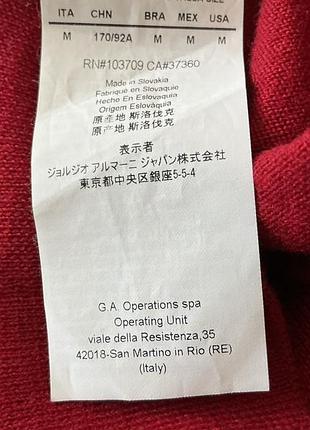 SIZE
ITA CHN BRA MEX USA
M 170/92A M M M
RN#103709 CA#37360
Made in Slovakia
Fabriqué en Slovaquie
Hecho En Eslovaquia
Origem Eslováquia
原産地 斯洛伐克
原产地 斯洛伐克
表示者
ジョルジオ アルマーニ ジャパン株式会社
東京都中央区銀座5-5-4
G.A. Operations spa
Operating Unit
viale della Resistenza,35
42018-San Martino in Rio (RE)
(Italy)